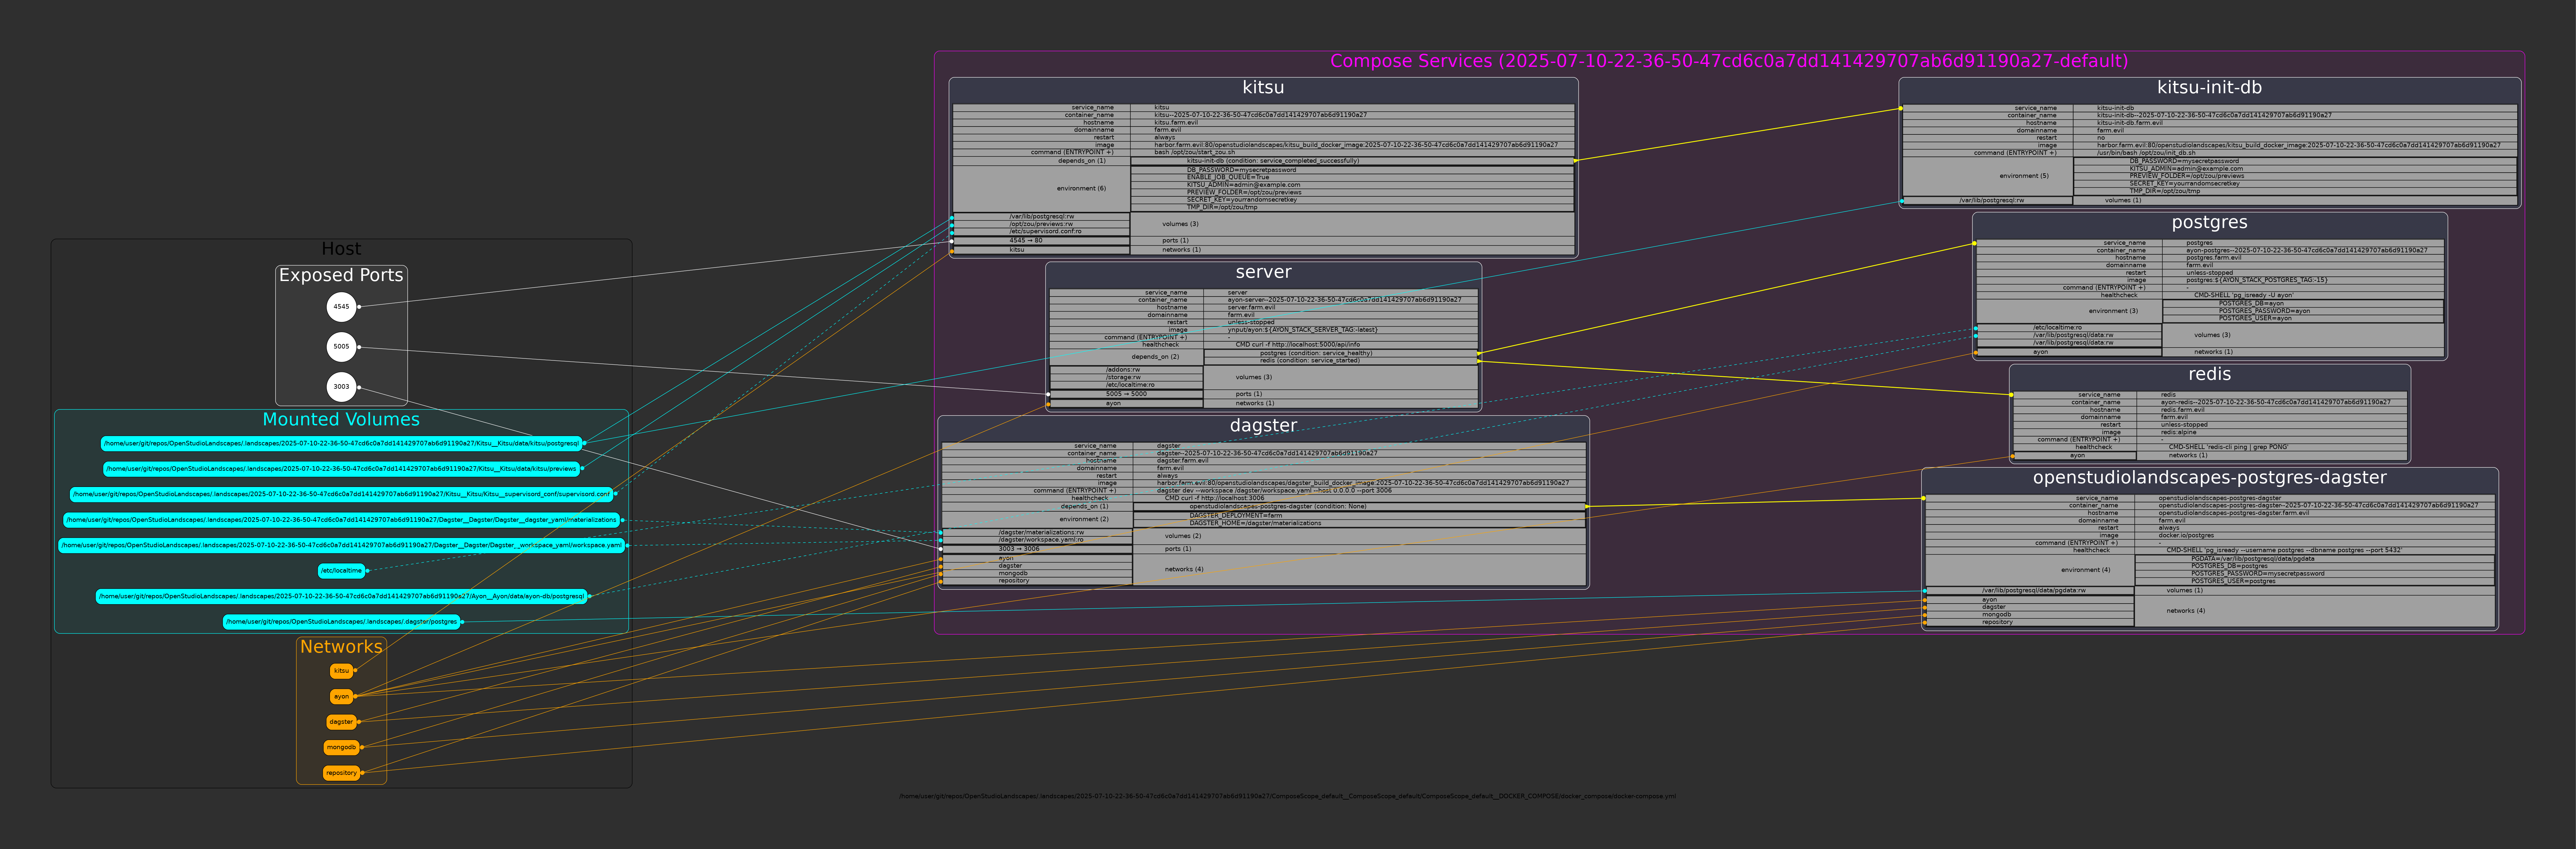 Compose Services (2025-07-10-22-36-50-47cd6c0a7dd141429707ab6d91190a27-default)
Host
Exposed Ports
4545
5005
3003
Mounted Volumes
/home/user/git/repos/OpenStudioLandscapes/.landscapes/2025-07-10-22-36-50-47cd6c0a7dd141429707ab6d91190a27/Kitsu__Kitsu/data/kitsu/postgresql
/home/user/git/repos/OpenStudioLandscapes/.landscapes/2025-07-10-22-36-50-47cd6c0a7dd141429707ab6d91190a27/Kitsu__Kitsu/data/kitsu/previews
/home/user/git/repos/OpenStudioLandscapes/.landscapes/2025-07-10-22-36-50-47cd6c0a7dd141429707ab6d91190a27/Kitsu__Kitsu/Kitsu__supervisord_conf/supervisord.conf
/home/user/git/repos/OpenStudioLandscapes/.landscapes/2025-07-10-22-36-50-47cd6c0a7dd141429707ab6d91190a27/Dagster__Dagster/Dagster__dagster_yaml/materializations
/home/user/git/repos/OpenStudioLandscapes/.landscapes/2025-07-10-22-36-50-47cd6c0a7dd141429707ab6d91190a27/Dagster__Dagster/Dagster__workspace_yaml/workspace.yaml
/etc/localtime
/home/user/git/repos/OpenStudioLandscapes/.landscapes/2025-07-10-22-36-50-47cd6c0a7dd141429707ab6d91190a27/Ayon__Ayon/data/ayon-db/postgresql
/home/user/git/repos/OpenStudioLandscapes/.landscapes/.dagster/postgres
Networks
kitsu
ayon
dagster
mongodb
repository
kitsu
service_name kitsu
container_name kitsu--2025-07-10-22-36-50-47cd6c0a7dd141429707ab6d91190a27
hostname kitsu.farm.evil
domainname farm.evil
restart always
image harbor.farm.evil:80/openstudiolandscapes/kitsu_build_docker_image:2025-07-10-22-36-50-47cd6c0a7dd141429707ab6d91190a27
command (ENTRYPOINT +) bash /opt/zou/start_zou.sh
depends_on (1) kitsu-init-db (condition: service_completed_successfully)
environment (6)
DB_PASSWORD=mysecretpassword
ENABLE_JOB_QUEUE=True
KITSU_ADMIN=admin@example.com
PREVIEW_FOLDER=/opt/zou/previews
SECRET_KEY=yourrandomsecretkey
TMP_DIR=/opt/zou/tmp
/var/lib/postgresql:rw
/opt/zou/previews:rw
/etc/supervisord.conf:ro
volumes (3)
4545 → 80 ports (1)
kitsu networks (1)
server
service_name server
container_name ayon-server--2025-07-10-22-36-50-47cd6c0a7dd141429707ab6d91190a27
hostname server.farm.evil
domainname farm.evil
restart unless-stopped
image ynput/ayon:${AYON_STACK_SERVER_TAG:-latest}
command (ENTRYPOINT +) -
healthcheck CMD curl -f http://localhost:5000/api/info
depends_on (2)
postgres (condition: service_healthy)
redis (condition: service_started)
/addons:rw
/storage:rw
/etc/localtime:ro
volumes (3)
5005 → 5000 ports (1)
ayon networks (1)
dagster
service_name dagster
container_name dagster--2025-07-10-22-36-50-47cd6c0a7dd141429707ab6d91190a27
hostname dagster.farm.evil
domainname farm.evil
restart always
image harbor.farm.evil:80/openstudiolandscapes/dagster_build_docker_image:2025-07-10-22-36-50-47cd6c0a7dd141429707ab6d91190a27
command (ENTRYPOINT +) dagster dev --workspace /dagster/workspace.yaml --host 0.0.0.0 --port 3006
healthcheck CMD curl -f http://localhost:3006
depends_on (1) openstudiolandscapes-postgres-dagster (condition: None)
environment (2)
DAGSTER_DEPLOYMENT=farm
DAGSTER_HOME=/dagster/materializations
/dagster/materializations:rw
/dagster/workspace.yaml:ro
volumes (2)
3003 → 3006 ports (1)
ayon
dagster
mongodb
repository
networks (4)
kitsu-init-db
service_name kitsu-init-db
container_name kitsu-init-db--2025-07-10-22-36-50-47cd6c0a7dd141429707ab6d91190a27
hostname kitsu-init-db.farm.evil
domainname farm.evil
restart no
image harbor.farm.evil:80/openstudiolandscapes/kitsu_build_docker_image:2025-07-10-22-36-50-47cd6c0a7dd141429707ab6d91190a27
command (ENTRYPOINT +) /usr/bin/bash /opt/zou/init_db.sh
environment (5)
DB_PASSWORD=mysecretpassword
KITSU_ADMIN=admin@example.com
PREVIEW_FOLDER=/opt/zou/previews
SECRET_KEY=yourrandomsecretkey
TMP_DIR=/opt/zou/tmp
/var/lib/postgresql:rw volumes (1)
postgres
service_name postgres
container_name ayon-postgres--2025-07-10-22-36-50-47cd6c0a7dd141429707ab6d91190a27
hostname postgres.farm.evil
domainname farm.evil
restart unless-stopped
image postgres:${AYON_STACK_POSTGRES_TAG:-15}
command (ENTRYPOINT +) -
healthcheck CMD-SHELL 'pg_isready -U ayon'
environment (3)
POSTGRES_DB=ayon
POSTGRES_PASSWORD=ayon
POSTGRES_USER=ayon
/etc/localtime:ro
/var/lib/postgresql/data:rw
/var/lib/postgresql/data:rw
volumes (3)
ayon networks (1)
redis
service_name redis
container_name ayon-redis--2025-07-10-22-36-50-47cd6c0a7dd141429707ab6d91190a27
hostname redis.farm.evil
domainname farm.evil
restart unless-stopped
image redis:alpine
command (ENTRYPOINT +) -
healthcheck CMD-SHELL 'redis-cli ping | grep PONG'
ayon networks (1)
openstudiolandscapes-postgres-dagster
service_name openstudiolandscapes-postgres-dagster
container_name openstudiolandscapes-postgres-dagster--2025-07-10-22-36-50-47cd6c0a7dd141429707ab6d91190a27
hostname openstudiolandscapes-postgres-dagster.farm.evil
domainname farm.evil
restart always
image docker.io/postgres
command (ENTRYPOINT +) -
healthcheck CMD-SHELL 'pg_isready --username postgres --dbname postgres --port 5432'
environment (4)
PGDATA=/var/lib/postgresql/data/pgdata
POSTGRES_DB=postgres
POSTGRES_PASSWORD=mysecretpassword
POSTGRES_USER=postgres
/var/lib/postgresql/data/pgdata:rw volumes (1)
ayon
dagster
mongodb
repository
networks (4)
/home/user/git/repos/OpenStudioLandscapes/.landscapes/2025-07-10-22-36-50-47cd6c0a7dd141429707ab6d91190a27/ComposeScope_default__ComposeScope_default/ComposeScope_default__DOCKER_COMPOSE/docker_compose/docker-compose.yml